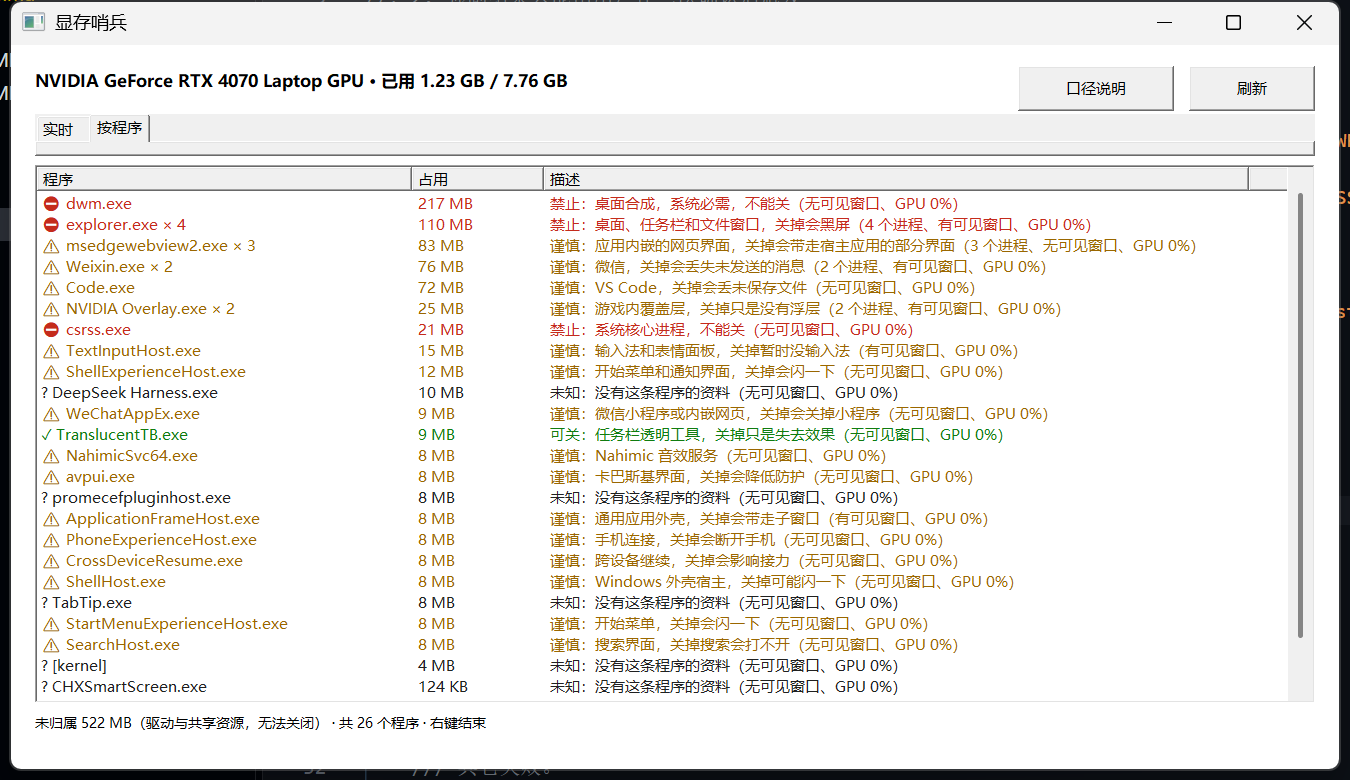 显存哨兵
NVIDIA GeForce RTX 4070 Laptop GPU • 已用 1.23 GB / 7.76 GB
口径说明
刷新
实时 按程序
程序 占用 描述
dwm.exe 217 MB 禁止：桌面合成，系统必需，不能关（无可见窗口、GPU 0%）
explorer.exe × 4 110 MB 禁止：桌面、任务栏和文件窗口，关掉会黑屏（4 个进程、有可见窗口、GPU 0%）
⚠ msedgewebview2.exe × 3 83 MB 谨慎：应用内嵌的网页界面，关掉会带走宿主应用的部分界面（3 个进程、无可见窗口、GPU 0%）
⚠ Weixin.exe × 2 76 MB 谨慎：微信，关掉会丢失未发送的消息（2 个进程、有可见窗口、GPU 0%）
⚠ Code.exe 72 MB 谨慎：VS Code，关掉会丢未保存文件（无可见窗口、GPU 0%）
⚠ NVIDIA Overlay.exe × 2 25 MB 谨慎：游戏内覆盖层，关掉只是没有浮层（2 个进程、有可见窗口、GPU 0%）
csrss.exe 21 MB 禁止：系统核心进程，不能关（无可见窗口、GPU 0%）
⚠ TextInputHost.exe 15 MB 谨慎：输入法和表情面板，关掉暂时没输入法（有可见窗口、GPU 0%）
⚠ ShellExperienceHost.exe 12 MB 谨慎：开始菜单和通知界面，关掉会闪一下（无可见窗口、GPU 0%）
? DeepSeek Harness.exe 10 MB 未知：没有这条程序的资料（无可见窗口、GPU 0%）
⚠ WeChatAppEx.exe 9 MB 谨慎：微信小程序或内嵌网页，关掉会关掉小程序（无可见窗口、GPU 0%）
✓ TranslucentTB.exe 9 MB 可关：任务栏透明工具，关掉只是失去效果（无可见窗口、GPU 0%）
⚠ NahimicSvc64.exe 8 MB 谨慎：Nahimic 音效服务（无可见窗口、GPU 0%）
⚠ avpui.exe 8 MB 谨慎：卡巴斯基界面，关掉会降低防护（无可见窗口、GPU 0%）
? promecefpluginhost.exe 8 MB 未知：没有这条程序的资料（无可见窗口、GPU 0%）
⚠ ApplicationFrameHost.exe 8 MB 谨慎：通用应用外壳，关掉会带走子窗口（有可见窗口、GPU 0%）
⚠ PhoneExperienceHost.exe 8 MB 谨慎：手机连接，关掉会断开手机（无可见窗口、GPU 0%）
⚠ CrossDeviceResume.exe 8 MB 谨慎：跨设备继续，关掉会影响接力（无可见窗口、GPU 0%）
⚠ ShellHost.exe 8 MB 谨慎：Windows 外壳宿主，关掉可能闪一下（无可见窗口、GPU 0%）
? TabTip.exe 8 MB 未知：没有这条程序的资料（无可见窗口、GPU 0%）
⚠ StartMenuExperienceHost.exe 8 MB 谨慎：开始菜单，关掉会闪一下（无可见窗口、GPU 0%）
⚠ SearchHost.exe 8 MB 谨慎：搜索界面，关掉搜索会打不开（无可见窗口、GPU 0%）
? [kernel] 4 MB 未知：没有这条程序的资料（无可见窗口、GPU 0%）
? CHXSmartScreen.exe 124 KB 未知：没有这条程序的资料（无可见窗口、GPU 0%）
未归属 522 MB（驱动与共享资源，无法关闭） · 共 26 个程序 · 右键结束